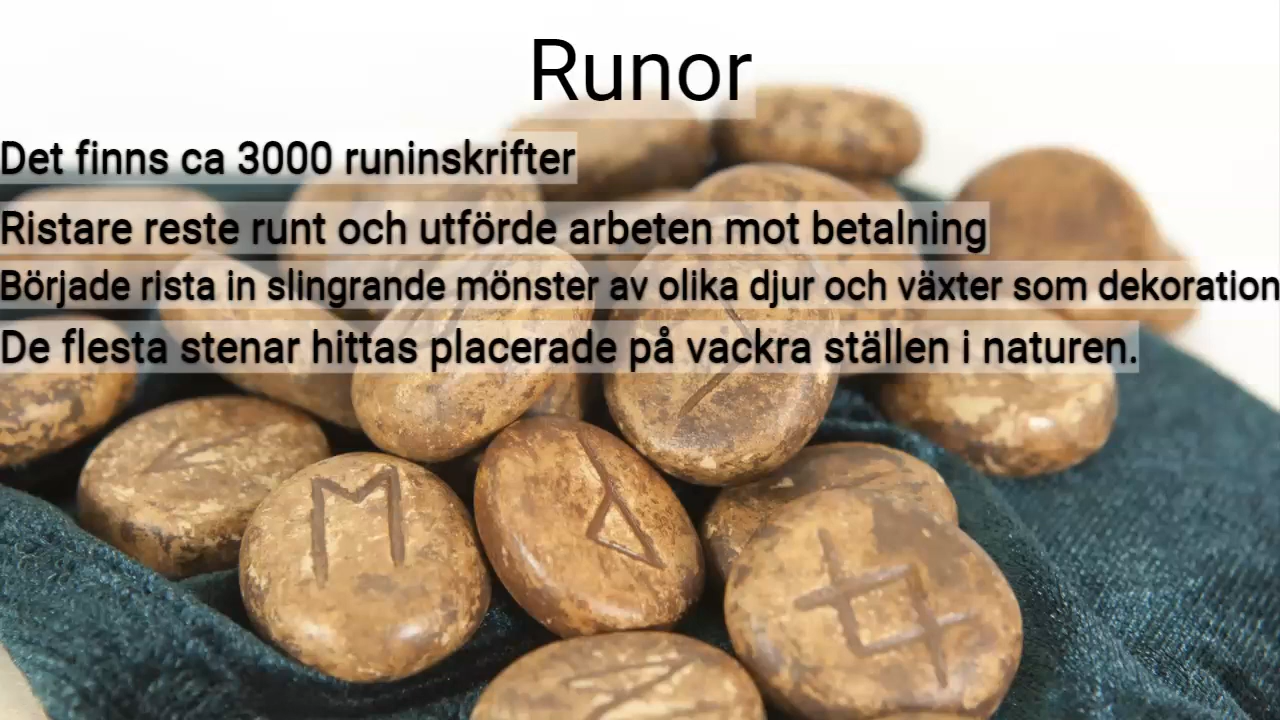 Runor
Det finns ca 3000 runinskrifter
Ristare reste runt och utförde arbeten mot betalning
Började rista in slingrande mönster av olika djur och växter som dekoration
De flesta stenar hittas placerade på vackra ställen i naturen.